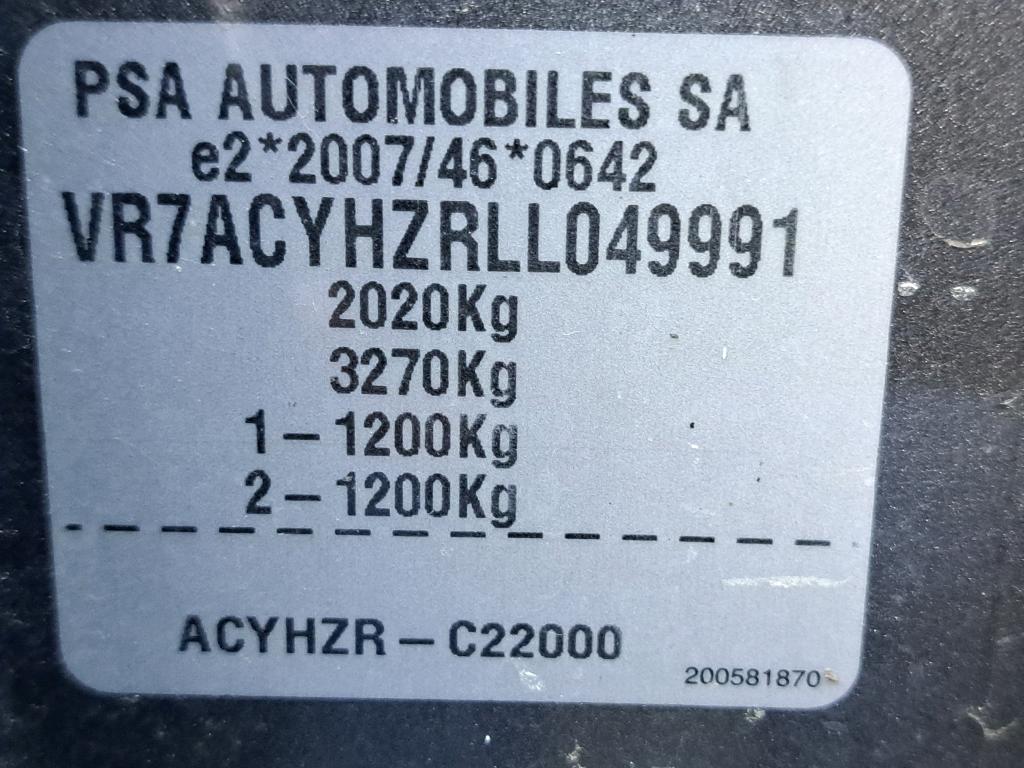 PSA AUTOMOBILES SA
e2*2007/46*0642
VR7ACYHZRLL049991
2020Kg
3270Kg
1 – 1200Kg
2 – 1200Kg
ACYHZR – C22000
200581870